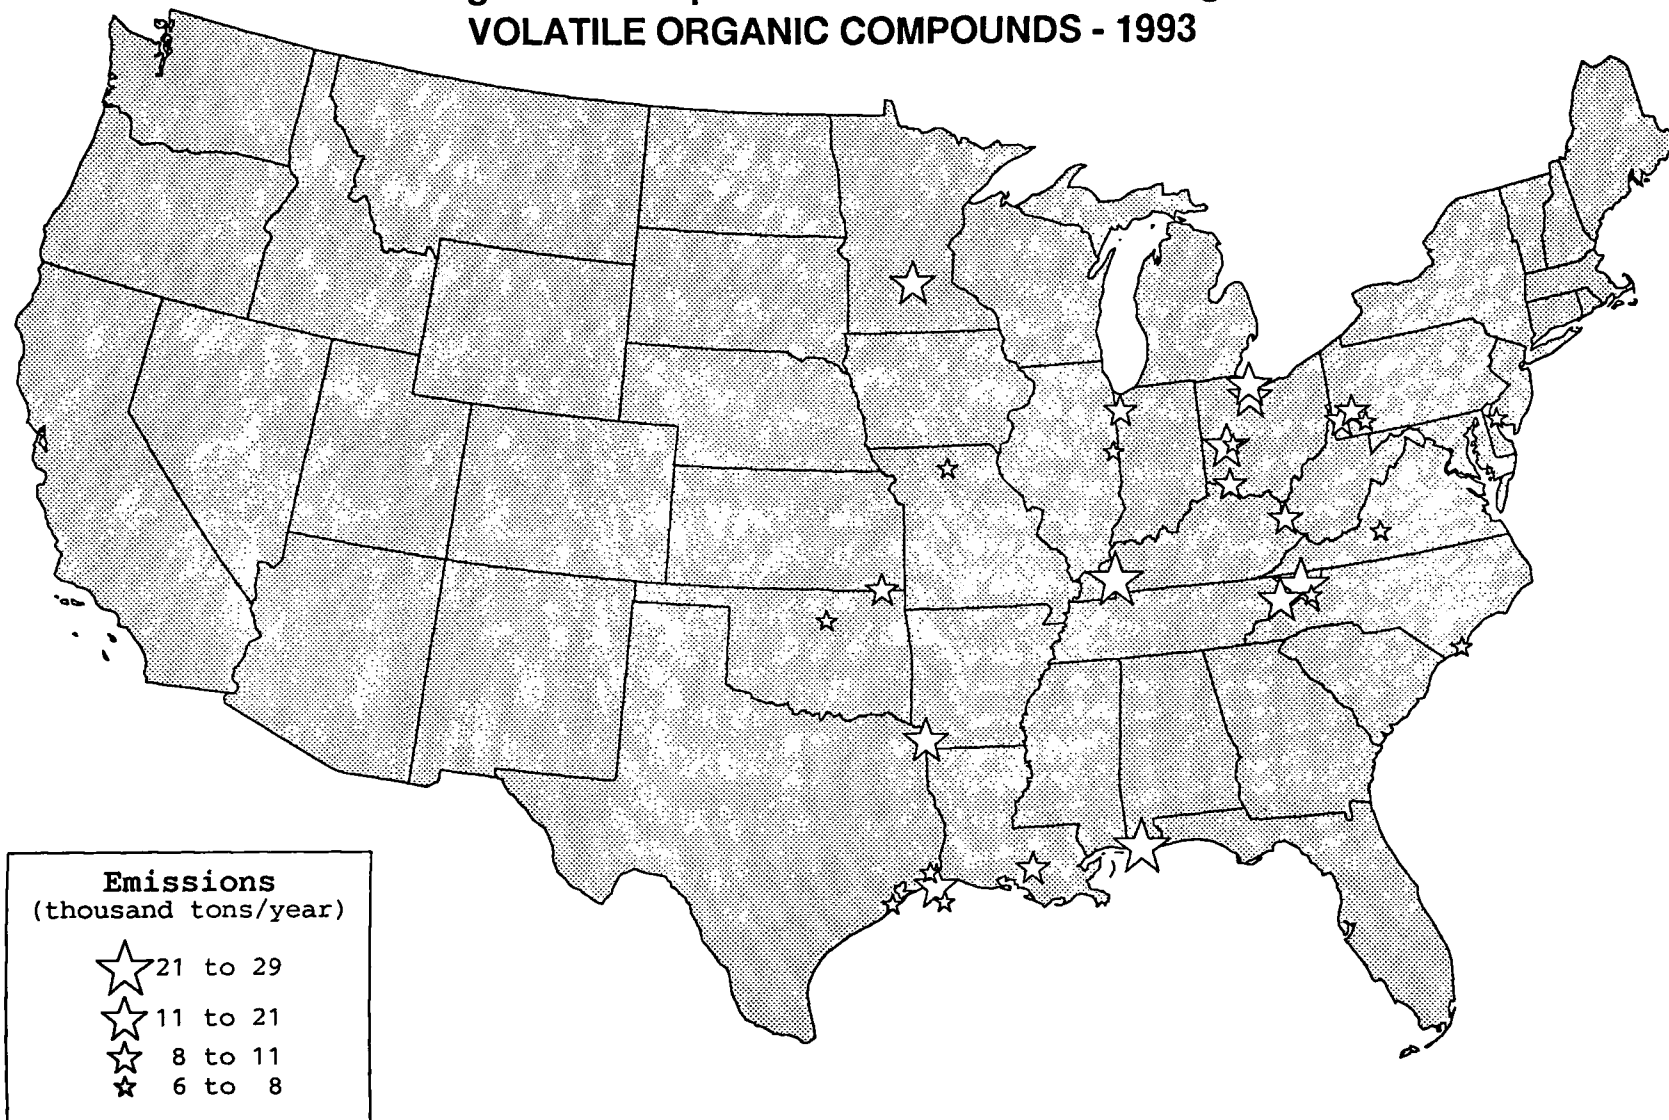 VOLATILE ORGANIC COMPOUNDS - 1993
Emissions
(thousand tons/year)
21 to 29
11 to 21
8 to 11
6 to 8